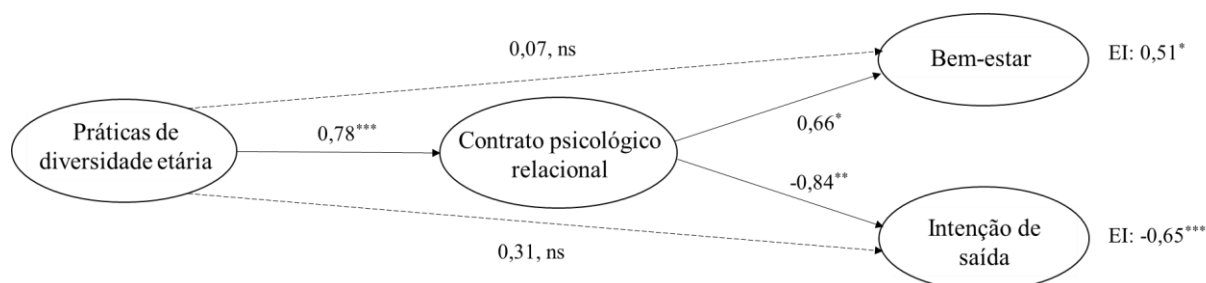 0,07, ns
Bem-estar
EI: 0,51*
Práticas de
diversidade etária
0,78***
Contrato psicológico
relacional
0,66*
-0,84**
Intenção de
saída
EI: -0,65***
0,31, ns